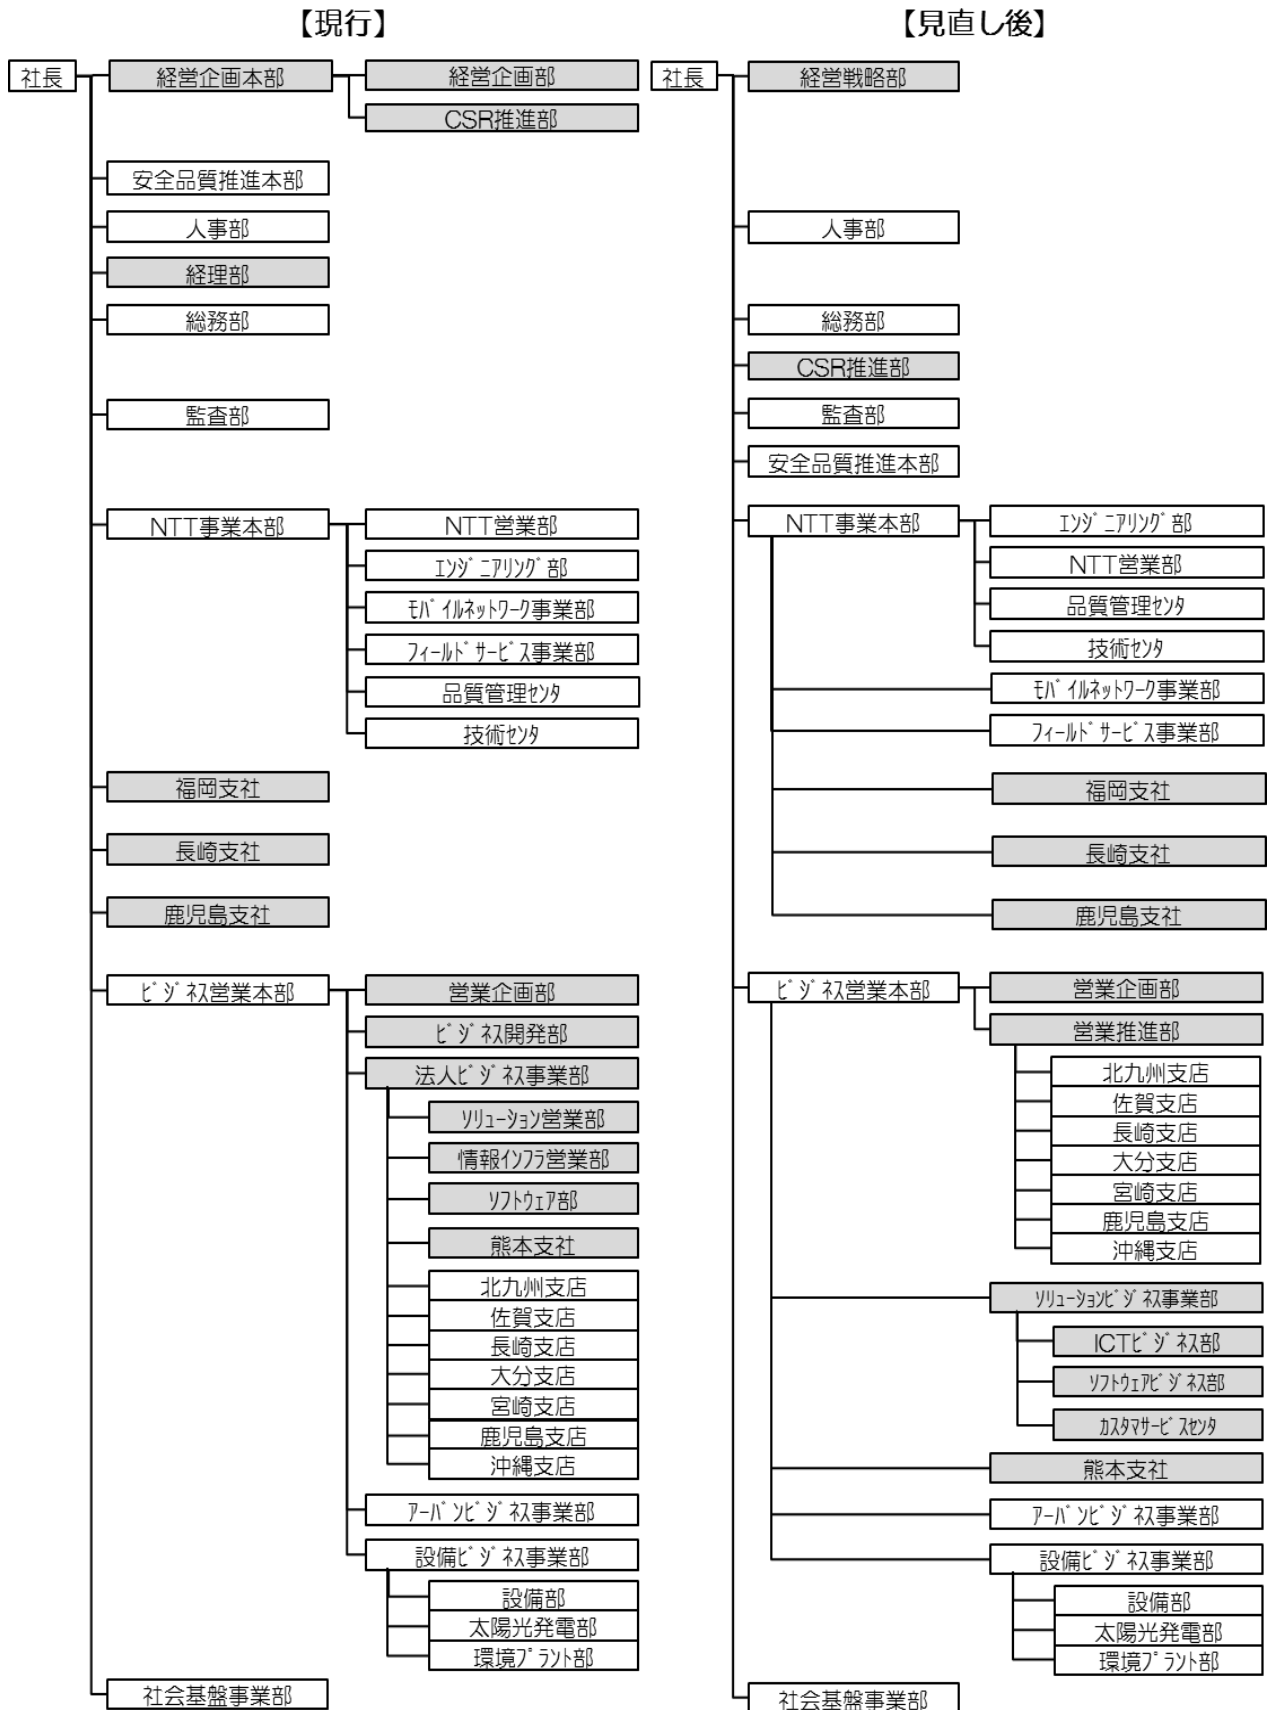 【現行】
社長
経営企画本部
経営企画部
CSR推進部
安全品質推進本部
人事部
経理部
総務部
監査部
NTT事業本部
NTT営業部
ｴﾝｼﾞﾆｱﾘﾝｸﾞ部
ﾓﾊﾞｲﾙﾈｯﾄﾜｰｸ事業部
ﾌｨｰﾙﾄﾞｻｰﾋﾞｽ事業部
品質管理ｾﾝﾀ
技術ｾﾝﾀ
福岡支社
長崎支社
鹿児島支社
ﾋﾞｼﾞﾈｽ営業本部
営業企画部
ﾋﾞｼﾞﾈｽ開発部
法人ﾋﾞｼﾞﾈｽ事業部
ｿﾘｭｰｼｮﾝ営業部
情報ｲﾝﾌﾗ営業部
ｿﾌﾄｳｪｱ部
熊本支社
北九州支店
佐賀支店
長崎支店
大分支店
宮崎支店
鹿児島支店
沖縄支店
ｱｰﾊﾞﾝﾋﾞｼﾞﾈｽ事業部
設備ﾋﾞｼﾞﾈｽ事業部
設備部
太陽光発電部
環境ﾌﾟﾗﾝﾄ部
社会基盤事業部
【見直し後】
社長
経営戦略部
人事部
総務部
CSR推進部
監査部
安全品質推進本部
NTT事業本部
ｴﾝｼﾞﾆｱﾘﾝｸﾞ部
NTT営業部
品質管理ｾﾝﾀ
技術ｾﾝﾀ
ﾓﾊﾞｲﾙﾈｯﾄﾜｰｸ事業部
ﾌｨｰﾙﾄﾞｻｰﾋﾞｽ事業部
福岡支社
長崎支社
鹿児島支社
ﾋﾞｼﾞﾈｽ営業本部
営業企画部
営業推進部
北九州支店
佐賀支店
長崎支店
大分支店
宮崎支店
鹿児島支店
沖縄支店
ｿﾘｭｰｼｮﾝﾋﾞｼﾞﾈｽ事業部
ICTﾋﾞｼﾞﾈｽ部
ｿﾌﾄｳｪｱﾋﾞｼﾞﾈｽ部
ｶｽﾀﾏｻｰﾋﾞｽｾﾝﾀ
熊本支社
ｱｰﾊﾞﾝﾋﾞｼﾞﾈｽ事業部
設備ﾋﾞｼﾞﾈｽ事業部
設備部
太陽光発電部
環境ﾌﾟﾗﾝﾄ部
社会基盤事業部